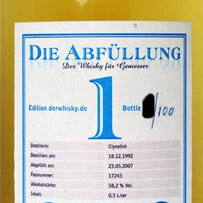 DIE ABFÜLLUNG
Der Whisky für Geniesser
Edition derwhisky.de 1 Bottle /100
Destillerie: Clynelish
Destilliert am: 18.12.1992
Abgefüllt am: 23.05.2007
Fassnummer: 17243
Alkoholstärke: 58,2 % Vol.
Inhalt: 0,5 Liter